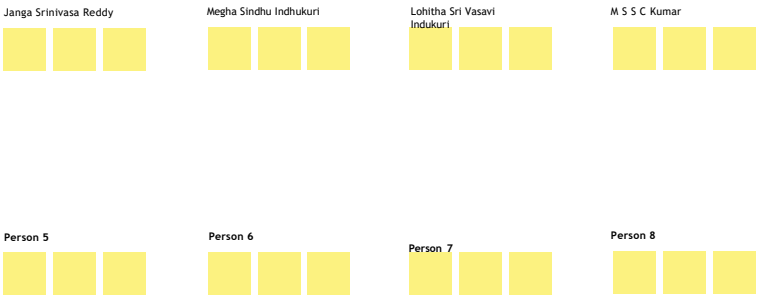 Janga Srinivasa Reddy
Megha Sindhu Indhukuri
Lohitha Sri Vasavi
Indukuri
M S S C Kumar
Person 5
Person 6
Person 7
Person 8